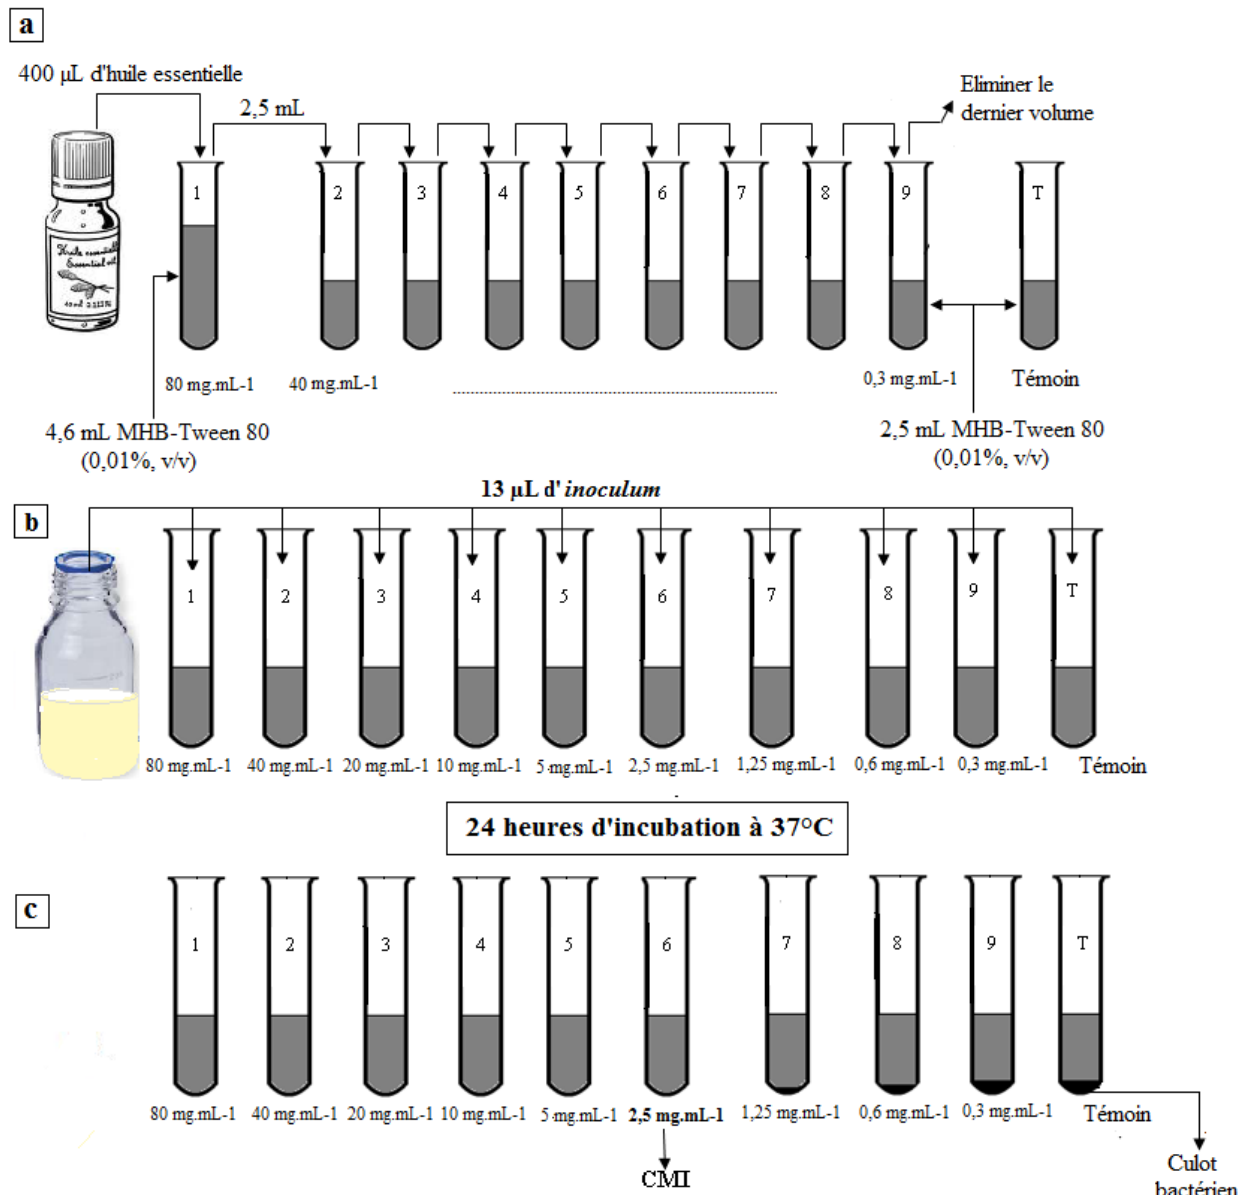 a
400 µL d'huile essentielle
2,5 mL
Eliminer le
dernier volume
1
2
3
4
5
6
7
8
9
T
Essential oil
80 mg.mL-1
40 mg.mL-1
0,3 mg.mL-1
Témoin
4,6 mL MHB-Tween 80
(0,01%, v/v)
2,5 mL MHB-Tween 80
(0,01%, v/v)
13 µL d' inoculum
b
1
2
3
4
5
6
7
8
9
T
80 mg.mL-1
40 mg.mL-1
20 mg.mL-1
10 mg.mL-1
5 mg.mL-1
2,5 mg.mL-1
1,25 mg.mL-1
0,6 mg.mL-1
0,3 mg.mL-1
Témoin
24 heures d'incubation à 37°C
c
1
2
3
4
5
6
7
8
9
T
80 mg.mL-1
40 mg.mL-1
20 mg.mL-1
10 mg.mL-1
5 mg.mL-1
2,5 mg.mL-1
1,25 mg.mL-1
0,6 mg.mL-1
0,3 mg.mL-1
Témoin
CMI
Culot
bactérien